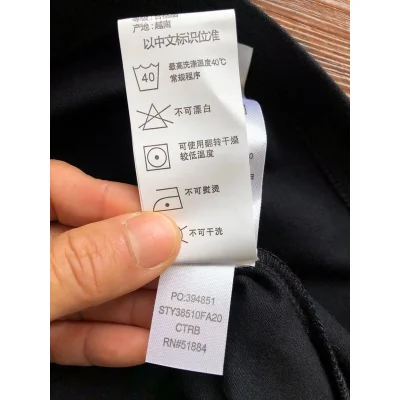 产地: 越南
以中文标识位准
40
最高洗涤温度40℃
常规程序
不可漂白
可使用翻转干燥
较低温度
不可熨烫
不可干洗
PO:394851
STY38510FA20
CTRB
RN#51884